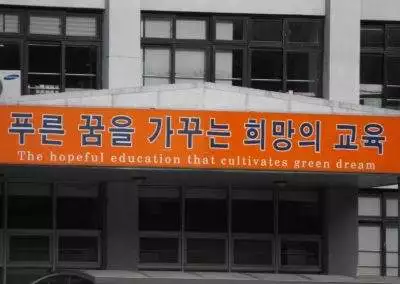 푸른 꿈을 가꾸는 희망의 교육
The hopeful education that cultivates green dream